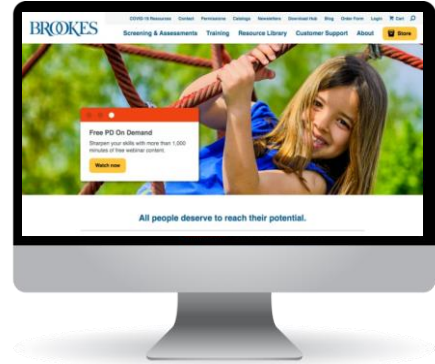 COVID-19 Resources Contact Permissions Catalogs Newsletters Download Hub Blog Order Form Login Cart
BROOKES
Screening & Assessments Training Resource Library Customer Support About Store
Free PD On Demand
Sharpen your skills with more than 1,000
minutes of free webinar content.
Watch now
All people deserve to reach their potential.